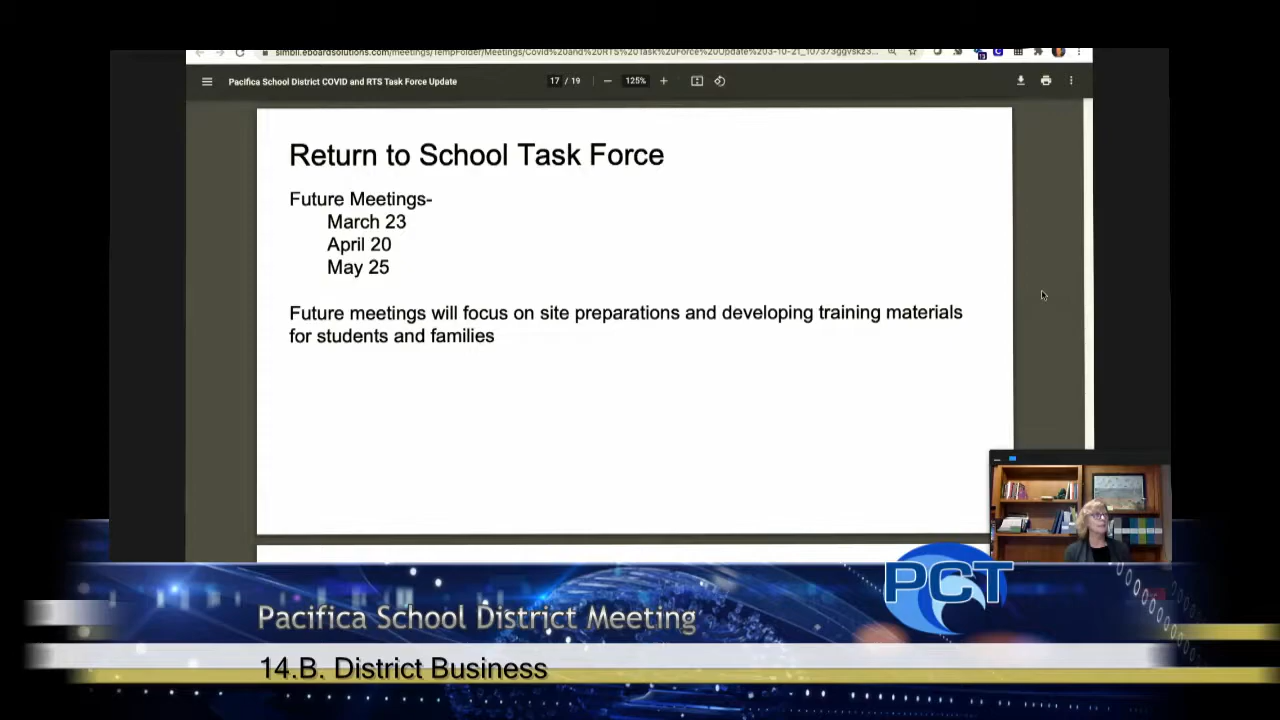 Pacifica School District COVID and RTS Task Force Update
17 / 19
125%
Return to School Task Force
Future Meetings-
March 23
April 20
May 25
Future meetings will focus on site preparations and developing training materials
for students and families
PCT
Pacifica School District Meeting
14.B. District Business